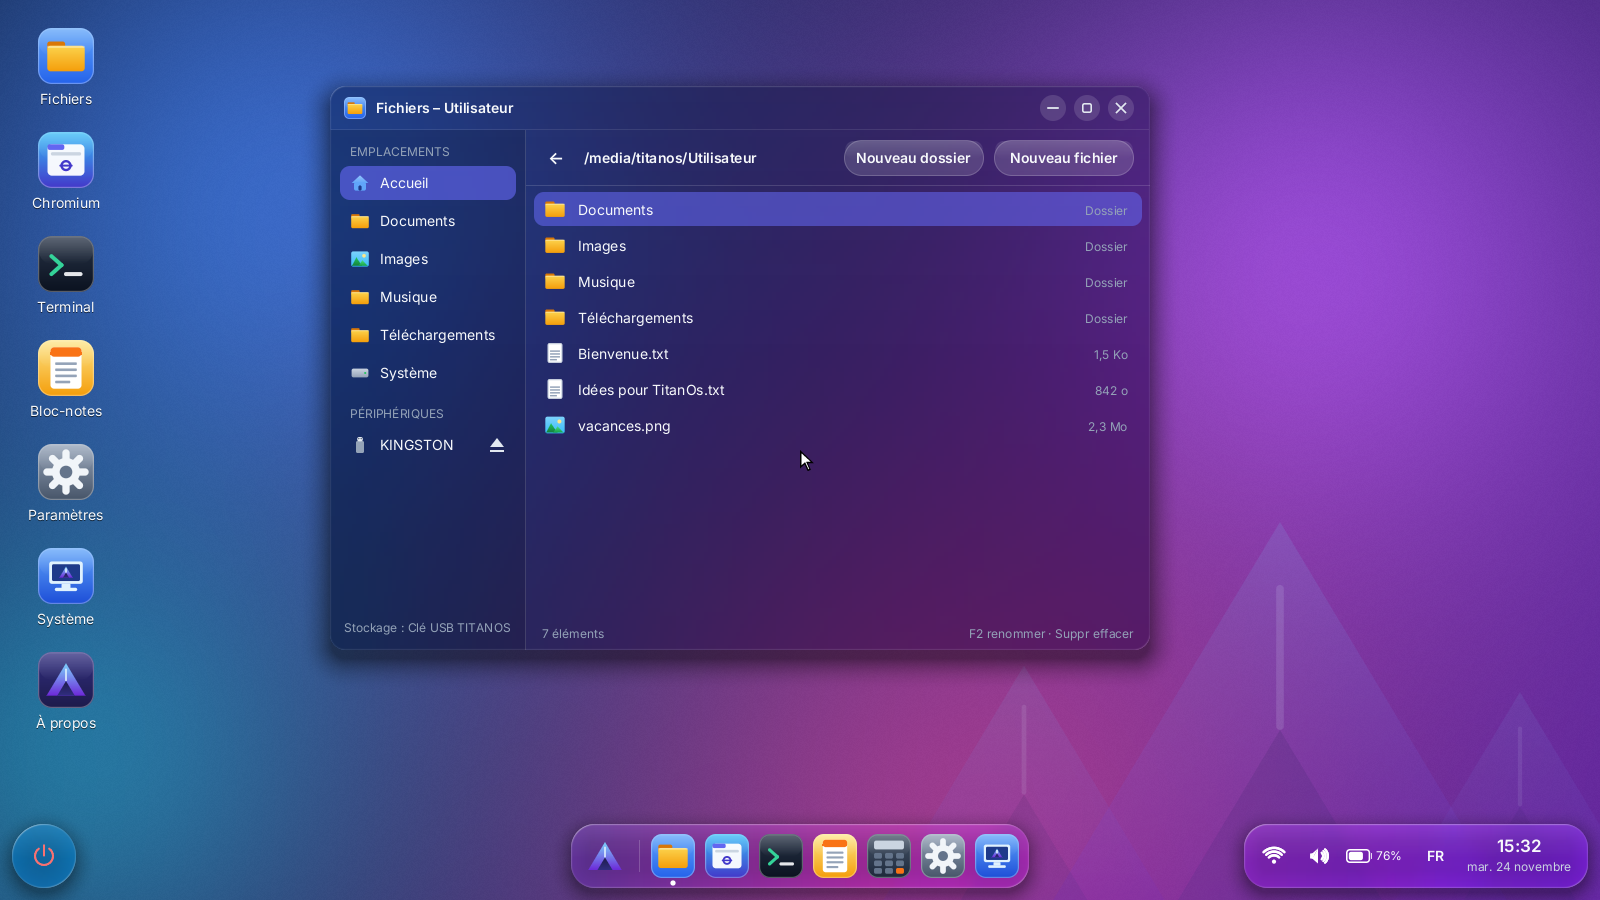 Fichiers
Chromium
Terminal
Bloc-notes
Paramètres
Système
À propos
Fichiers – Utilisateur
EMPLACEMENTS
Accueil
Documents
Images
Musique
Téléchargements
Système
PÉRIPHÉRIQUES
KINGSTON
Stockage : Clé USB TITANOS
/media/titanos/Utilisateur
Nouveau dossier
Nouveau fichier
Documents Dossier
Images Dossier
Musique Dossier
Téléchargements Dossier
Bienvenue.txt 1,5 Ko
Idées pour TitanOs.txt 842 o
vacances.png 2,3 Mo
7 éléments
F2 renommer · Suppr effacer
76%
FR
15:32
mar. 24 novembre